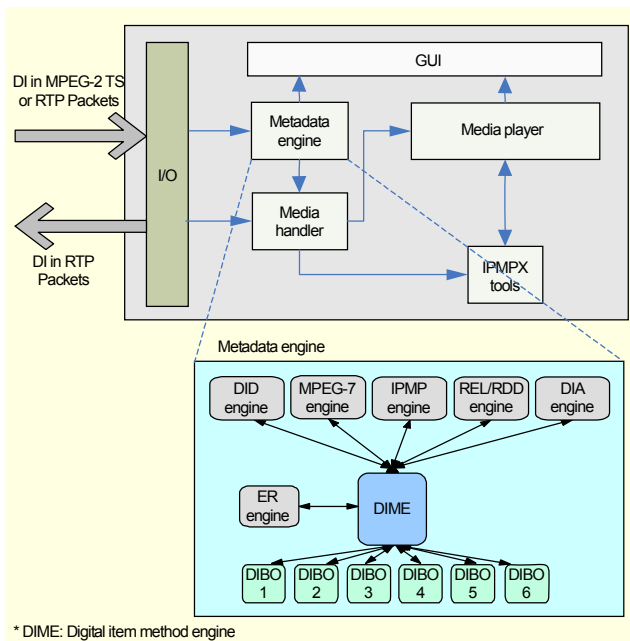 GUI
DI in MPEG-2 TS
or RTP Packets
Metadata
engine
Media player
I/O
Media
handler
DI in RTP
Packets
IPMPX
tools
Metadata engine
DID
engine
MPEG-7
engine
IPMP
engine
REL/RDD
engine
DIA
engine
ER
engine
DIME
DIBO
1
DIBO
2
DIBO
3
DIBO
4
DIBO
5
DIBO
6
* DIME: Digital item method engine